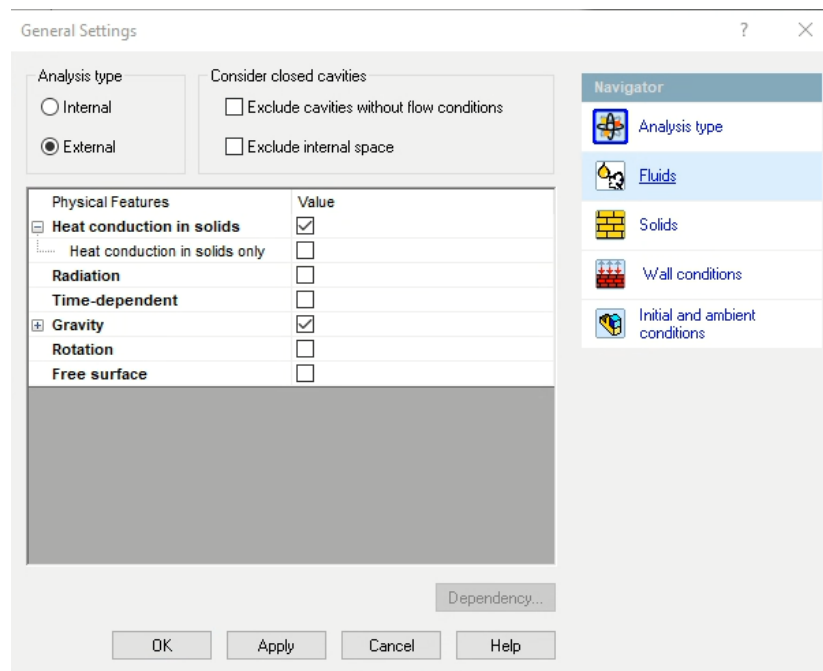 General Settings
?
Analysis type
Internal
External
Consider closed cavities
Exclude cavities without flow conditions
Exclude internal space
Physical Features Value
Heat conduction in solids
Heat conduction in solids only
Radiation
Time-dependent
Gravity
Rotation
Free surface
Dependency...
OK Apply Cancel Help
Navigator
Analysis type
Fluids
Solids
Wall conditions
Initial and ambient
conditions